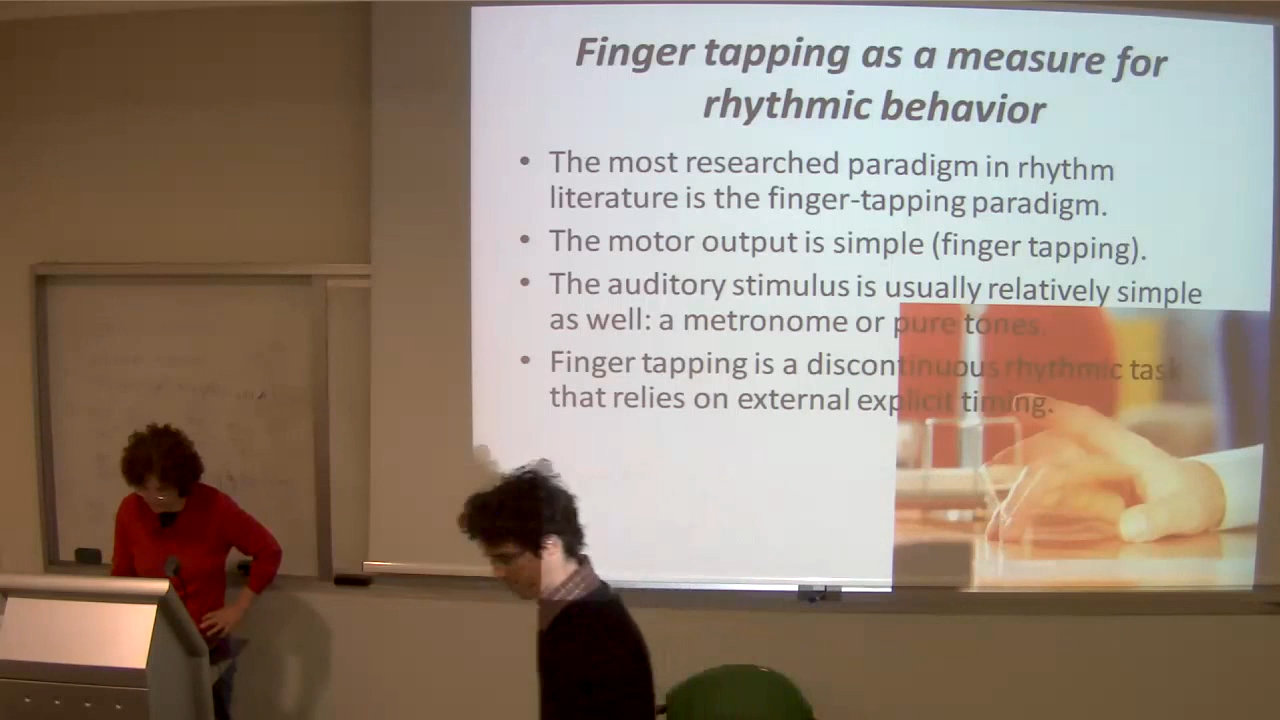 Finger tapping as a measure for
rhythmic behavior
• The most researched paradigm in rhythm
literature is the finger-tapping paradigm.
• The motor output is simple (finger tapping).
• The auditory stimulus is usually relatively simple
as well: a metronome or pure tones.
• Finger tapping is a discontinuous rhythmic task
that relies on external explicit timing.